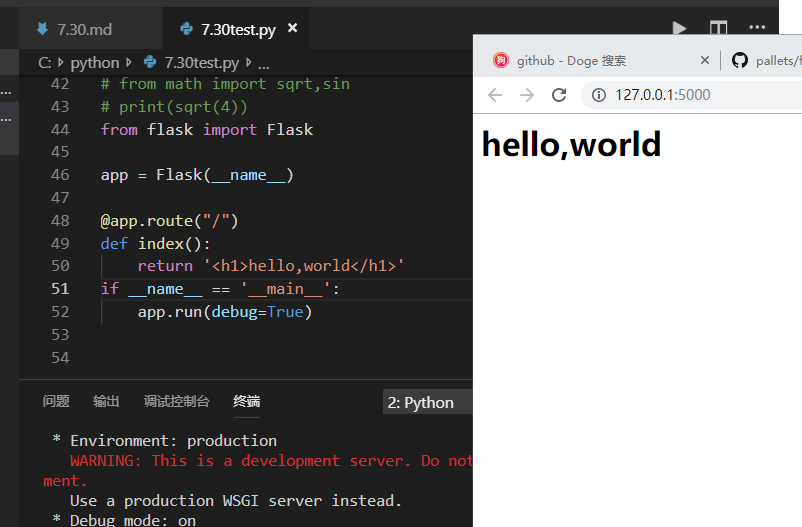 7.30.md
7.30test.py ×
C: > python > 7.30test.py > ...
42 # from math import sqrt,sin
43 # print(sqrt(4))
44 from flask import Flask
45
46 app = Flask(__name__)
47
48 @app.route("/")
49 def index():
50 return '<h1>hello,world</h1>'
51 if __name__ == '__main__':
52 app.run(debug=True)
53
54
问题 输出 调试控制台 终端 2: Python
* Environment: production
WARNING: This is a development server. Do not
ment.
Use a production WSGI server instead.
* Debug mode: on
狗 github - Doge 搜索 × pallets/f
127.0.0.1:5000
hello,world